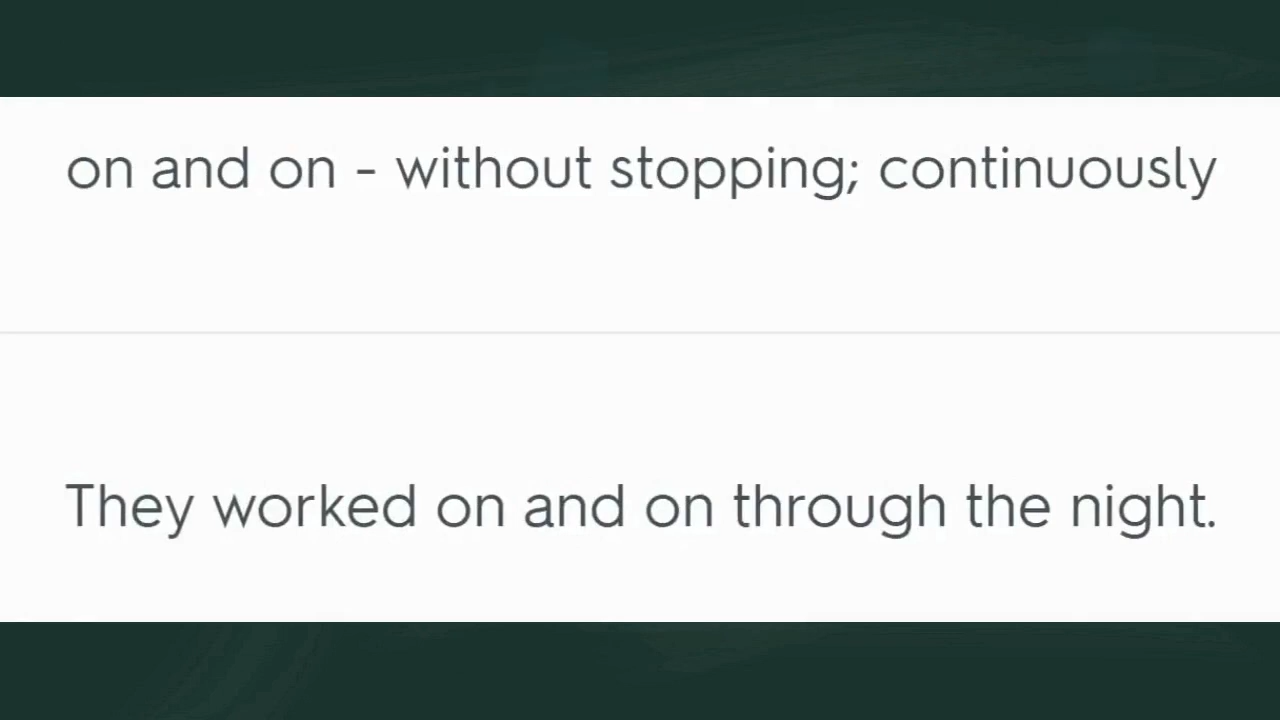 on and on - without stopping; continuously
They worked on and on through the night.